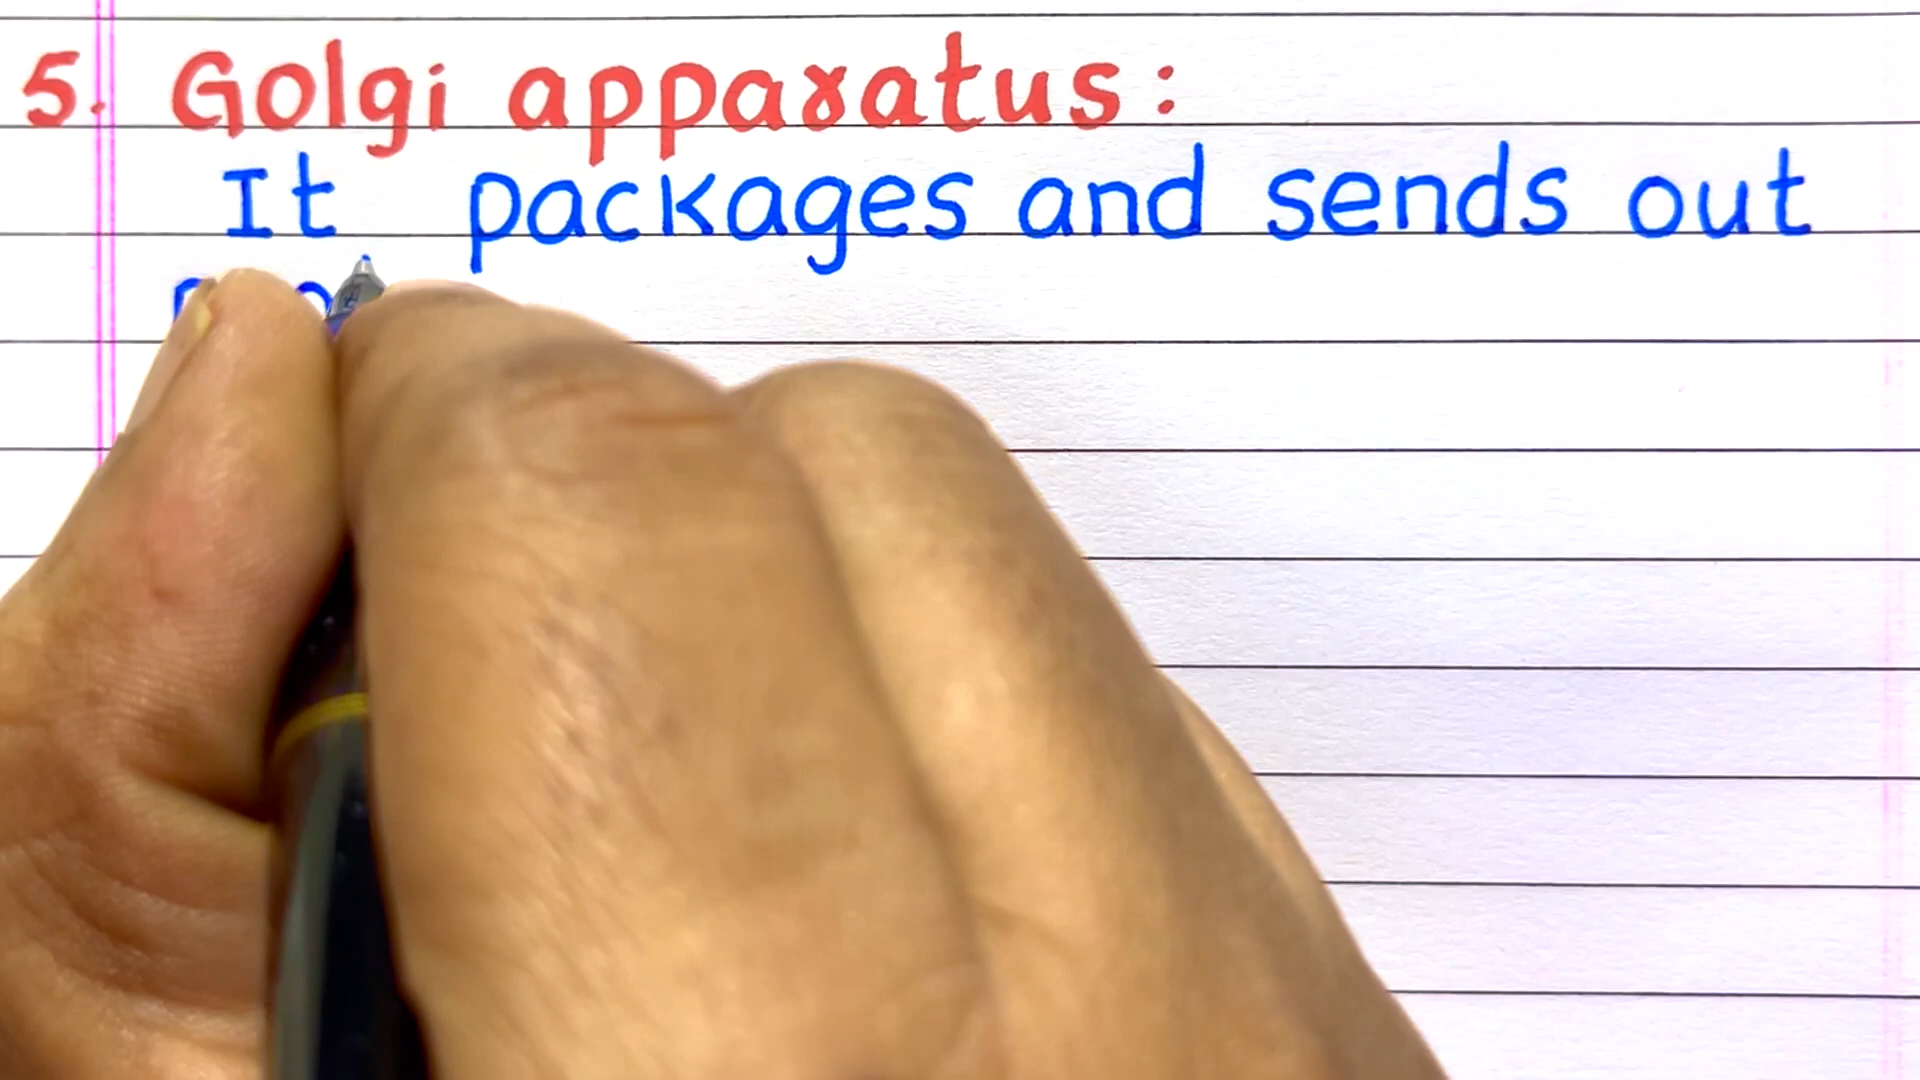 5. Golgi apparatus:
It packages and sends out